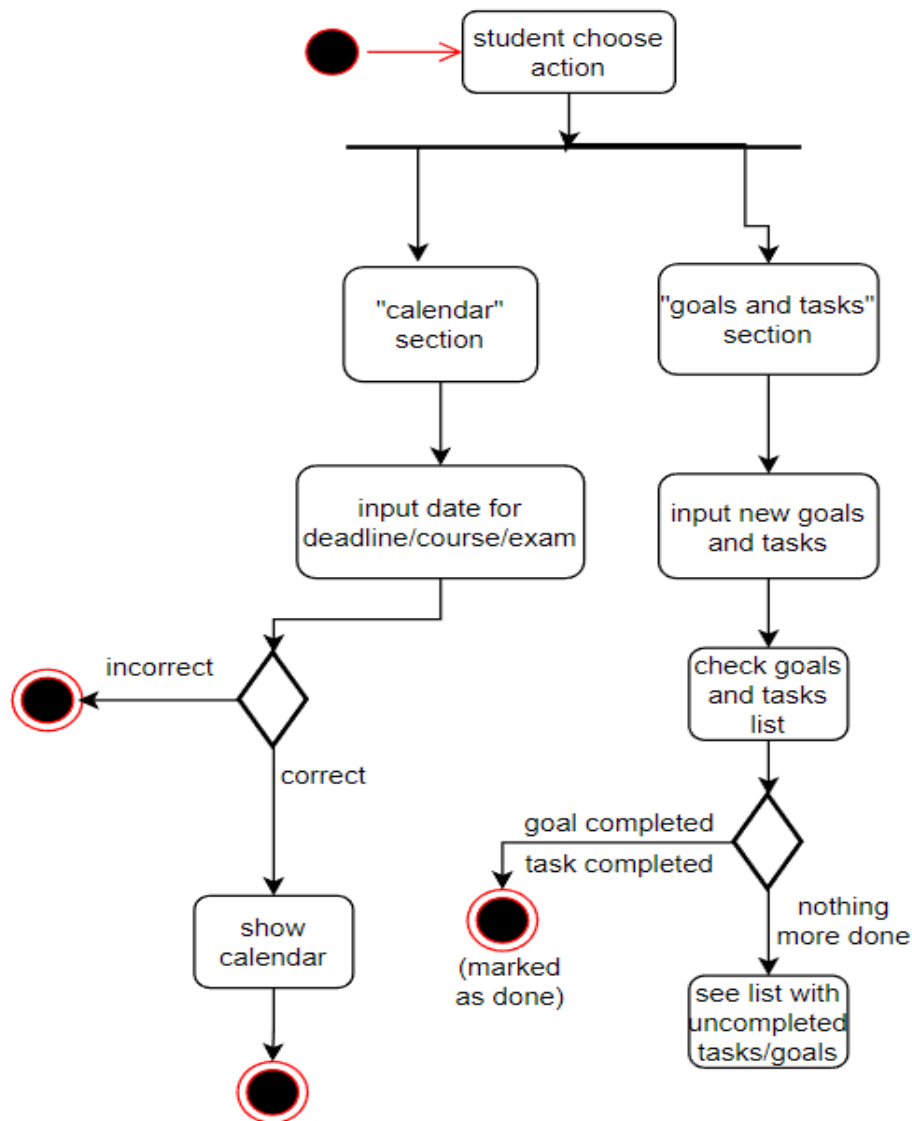 student choose
action
"calendar"
section
"goals and tasks"
section
input date for
deadline/course/exam
input new goals
and tasks
incorrect
correct
check goals
and tasks
list
goal completed
task completed
nothing
more done
(marked
as done)
show
calendar
see list with
uncompleted
tasks/goals